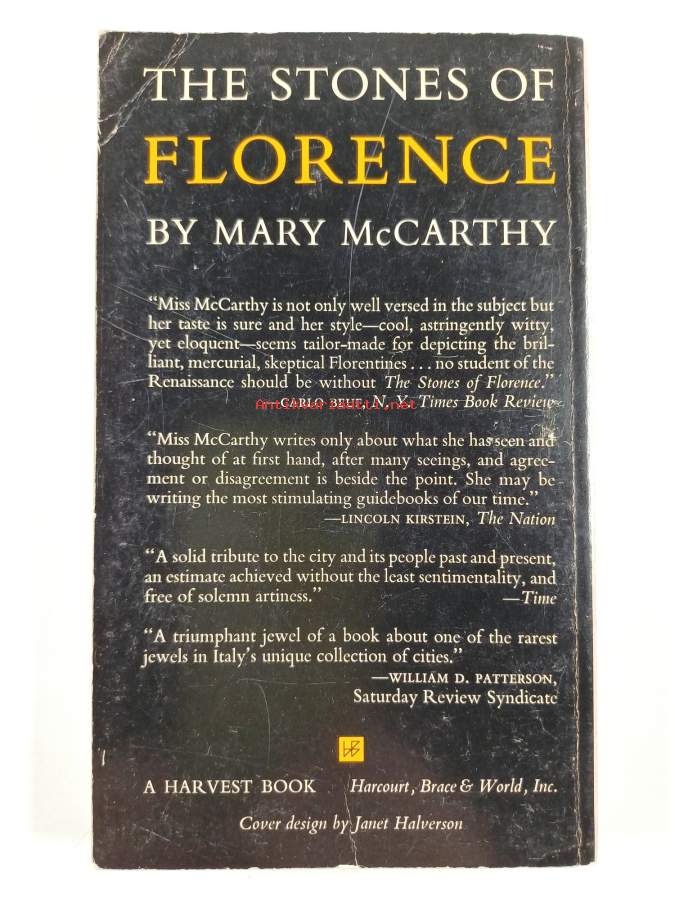 THE STONES OF
FLORENCE
BY MARY McCARTHY
“Miss McCarthy is not only well versed in the subject but
her taste is sure and her style—cool, astringently witty,
yet eloquent—seems tailor-made for depicting the bril-
liant, mercurial, skeptical Florentines . . . no student of the
Renaissance should be without The Stones of Florence.”
—CARLO BEUF, N. Y. Times Book Review
Antikvariaatti.net
“Miss McCarthy writes only about what she has seen and
thought of at first hand, after many seeings, and agree-
ment or disagreement is beside the point. She may be
writing the most stimulating guidebooks of our time.”
—LINCOLN KIRSTEIN, The Nation
“A solid tribute to the city and its people past and present,
an estimate achieved without the least sentimentality, and
free of solemn artiness.” —Time
“A triumphant jewel of a book about one of the rarest
jewels in Italy’s unique collection of cities.”
—WILLIAM D. PATTERSON,
Saturday Review Syndicate
A HARVEST BOOK Harcourt, Brace & World, Inc.
Cover design by Janet Halverson